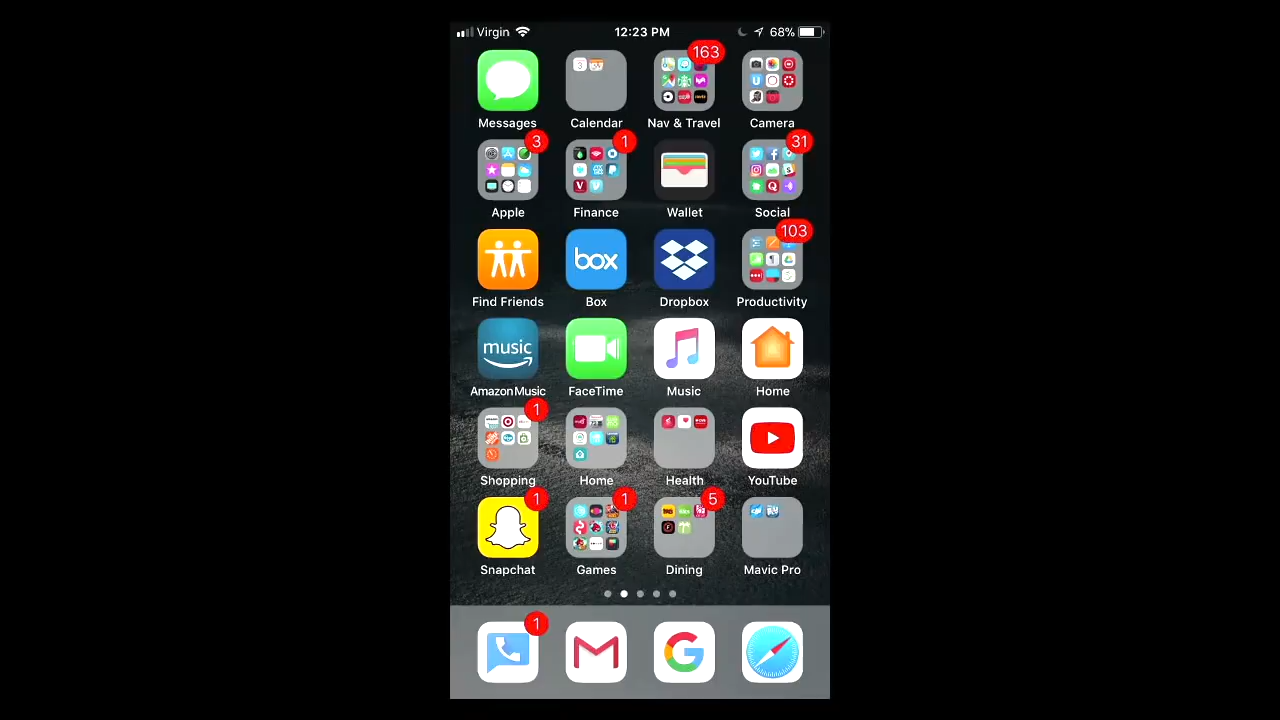 Virgin 12:23 PM 68%
163
Messages Calendar Nav & Travel Camera
3 1 31
Apple Finance Wallet Social
103
box
Find Friends Box Dropbox Productivity
music
Amazon Music FaceTime Music Home
1
Shopping Home Health YouTube
1 1 5
Snapchat Games Dining Mavic Pro
1